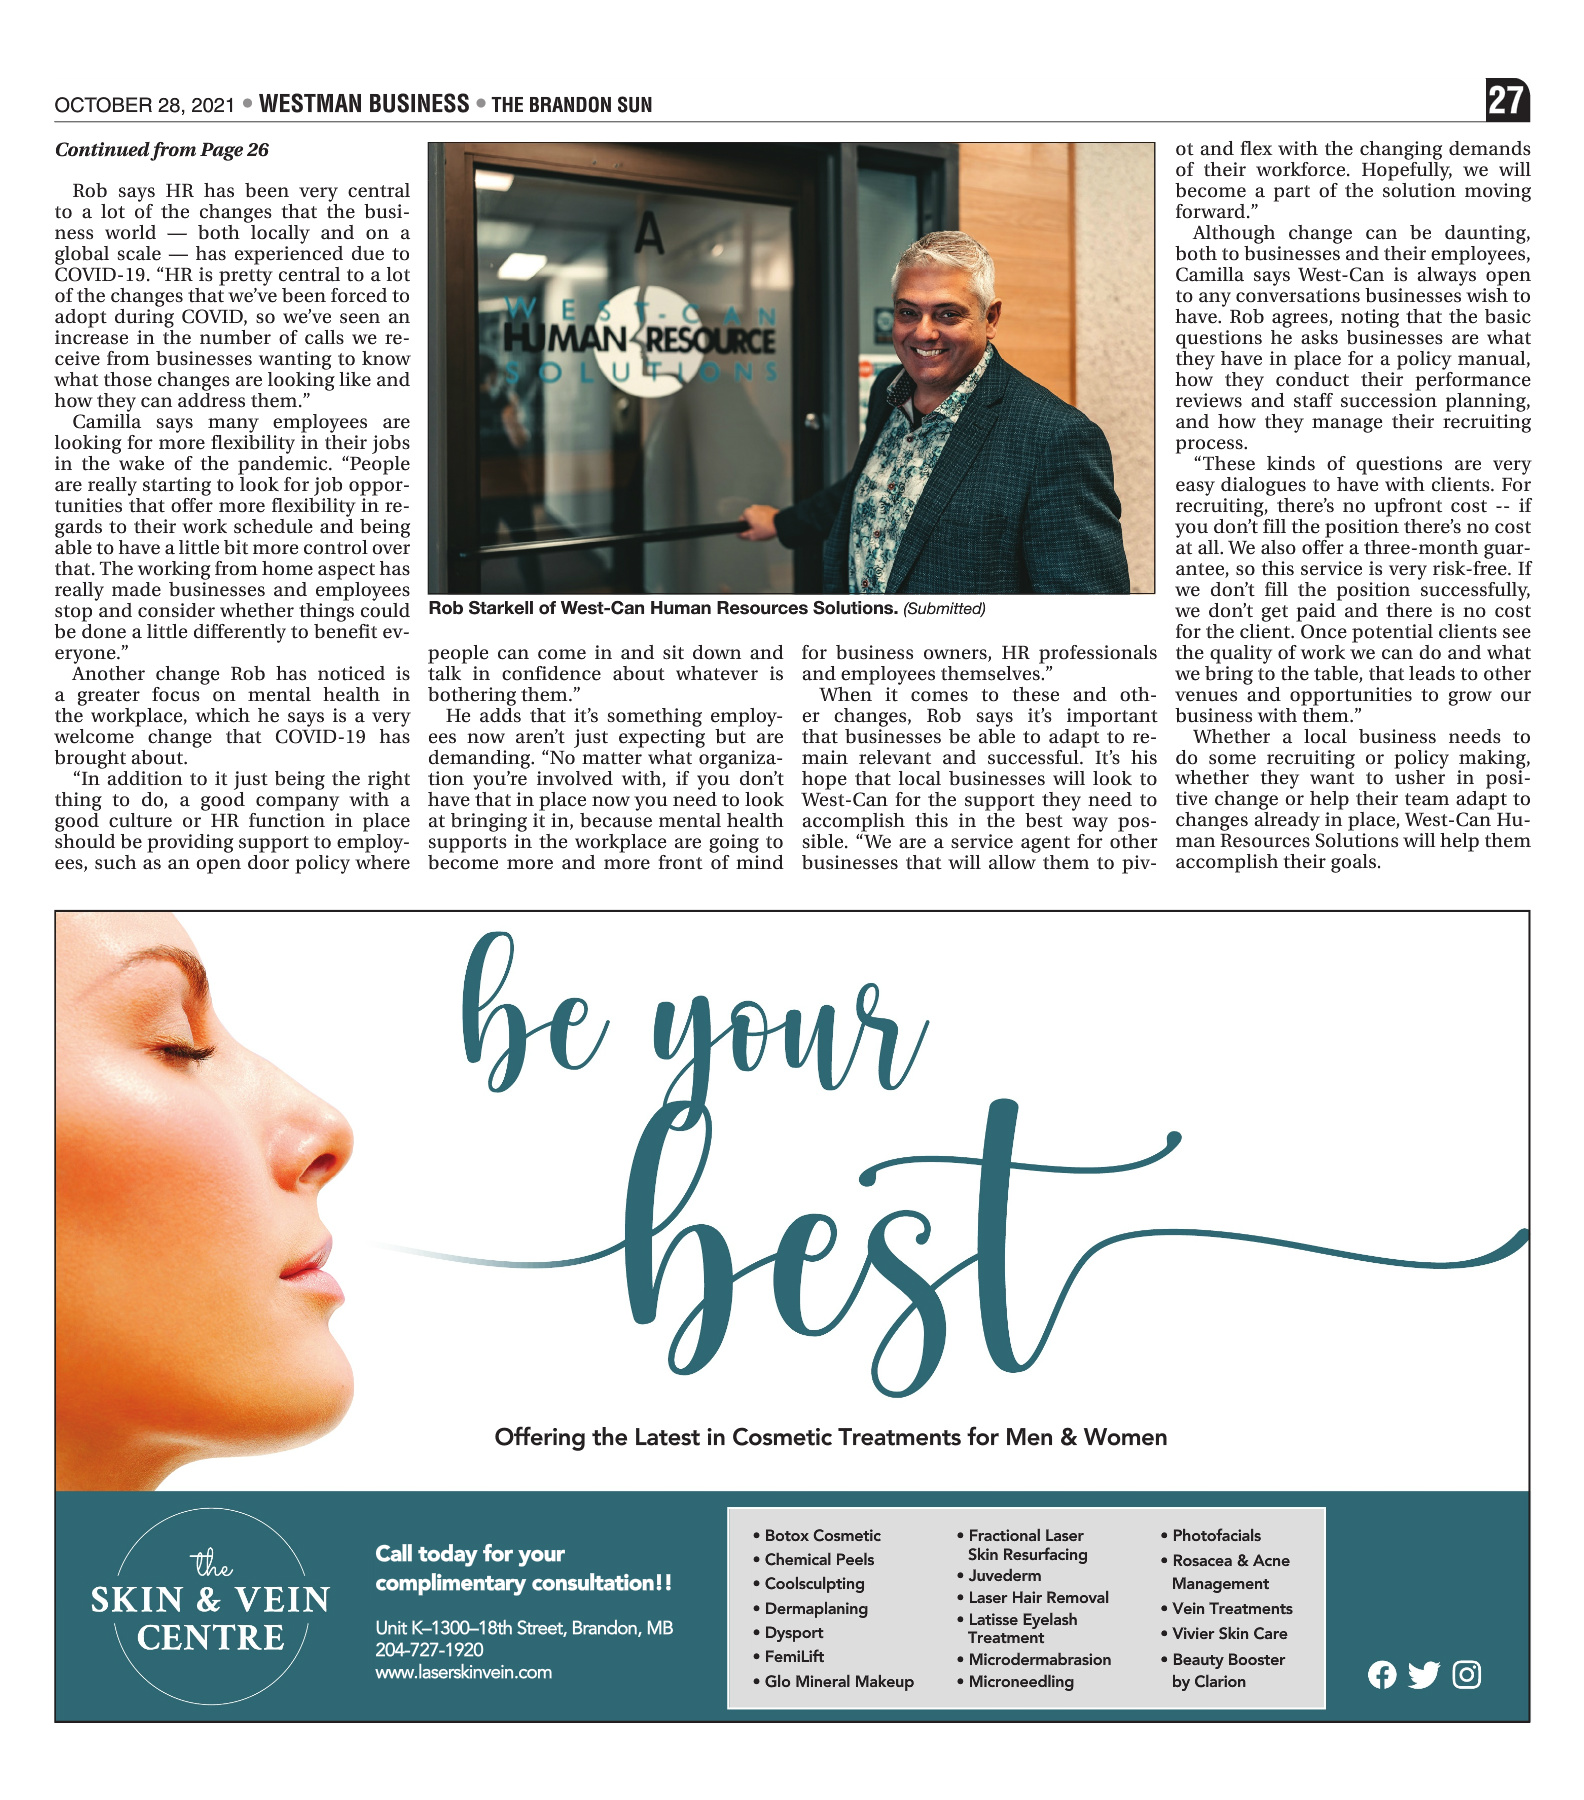 OCTOBER 28, 2021 • WESTMAN BUSINESS • THE BRANDON SUN
27
Continued from Page 26
Rob says HR has been very central
to a lot of the changes that the busi-
ness world — both locally and on a
global scale — has experienced due to
COVID-19. “HR is pretty central to a lot
of the changes that we’ve been forced to
adopt during COVID, so we’ve seen an
increase in the number of calls we re-
ceive from businesses wanting to know
what those changes are looking like and
how they can address them.”
Camilla says many employees are
looking for more flexibility in their jobs
in the wake of the pandemic. “People
are really starting to look for job oppor-
tunities that offer more flexibility in re-
gards to their work schedule and being
able to have a little bit more control over
that. The working from home aspect has
really made businesses and employees
stop and consider whether things could
be done a little differently to benefit ev-
eryone.”
Another change Rob has noticed is
a greater focus on mental health in
the workplace, which he says is a very
welcome change that COVID-19 has
brought about.
“In addition to it just being the right
thing to do, a good company with a
good culture or HR function in place
should be providing support to employ-
ees, such as an open door policy where
A
WEST-CAN
HUMAN RESOURCE
SOLUTIONS
Rob Starkell of West-Can Human Resources Solutions. (Submitted)
people can come in and sit down and
talk in confidence about whatever is
bothering them.”
He adds that it’s something employ-
ees now aren’t just expecting but are
demanding. “No matter what organiza-
tion you’re involved with, if you don’t
have that in place now you need to look
at bringing it in, because mental health
supports in the workplace are going to
become more and more front of mind
for business owners, HR professionals
and employees themselves.”
When it comes to these and oth-
er changes, Rob says it’s important
that businesses be able to adapt to re-
main relevant and successful. It’s his
hope that local businesses will look to
West-Can for the support they need to
accomplish this in the best way pos-
sible. “We are a service agent for other
businesses that will allow them to piv-
ot and flex with the changing demands
of their workforce. Hopefully, we will
become a part of the solution moving
forward.”
Although change can be daunting,
both to businesses and their employees,
Camilla says West-Can is always open
to any conversations businesses wish to
have. Rob agrees, noting that the basic
questions he asks businesses are what
they have in place for a policy manual,
how they conduct their performance
reviews and staff succession planning,
and how they manage their recruiting
process.
“These kinds of questions are very
easy dialogues to have with clients. For
recruiting, there’s no upfront cost -- if
you don’t fill the position there’s no cost
at all. We also offer a three-month guar-
antee, so this service is very risk-free. If
we don’t fill the position successfully,
we don’t get paid and there is no cost
for the client. Once potential clients see
the quality of work we can do and what
we bring to the table, that leads to other
venues and opportunities to grow our
business with them.”
Whether a local business needs to
do some recruiting or policy making,
whether they want to usher in posi-
tive change or help their team adapt to
changes already in place, West-Can Hu-
man Resources Solutions will help them
accomplish their goals.
be your
best
Offering the Latest in Cosmetic Treatments for Men & Women
the
SKIN & VEIN
CENTRE
Call today for your
complimentary consultation!!
Unit K–1300–18th Street, Brandon, MB
204-727-1920
www.laserskinvein.com
• Botox Cosmetic
• Chemical Peels
• Coolsculpting
• Dermaplaning
• Dysport
• FemiLift
• Glo Mineral Makeup
• Fractional Laser
Skin Resurfacing
• Juvederm
• Laser Hair Removal
• Latisse Eyelash
Treatment
• Microdermabrasion
• Microneedling
• Photofacials
• Rosacea & Acne
Management
• Vein Treatments
• Vivier Skin Care
• Beauty Booster
by Clarion